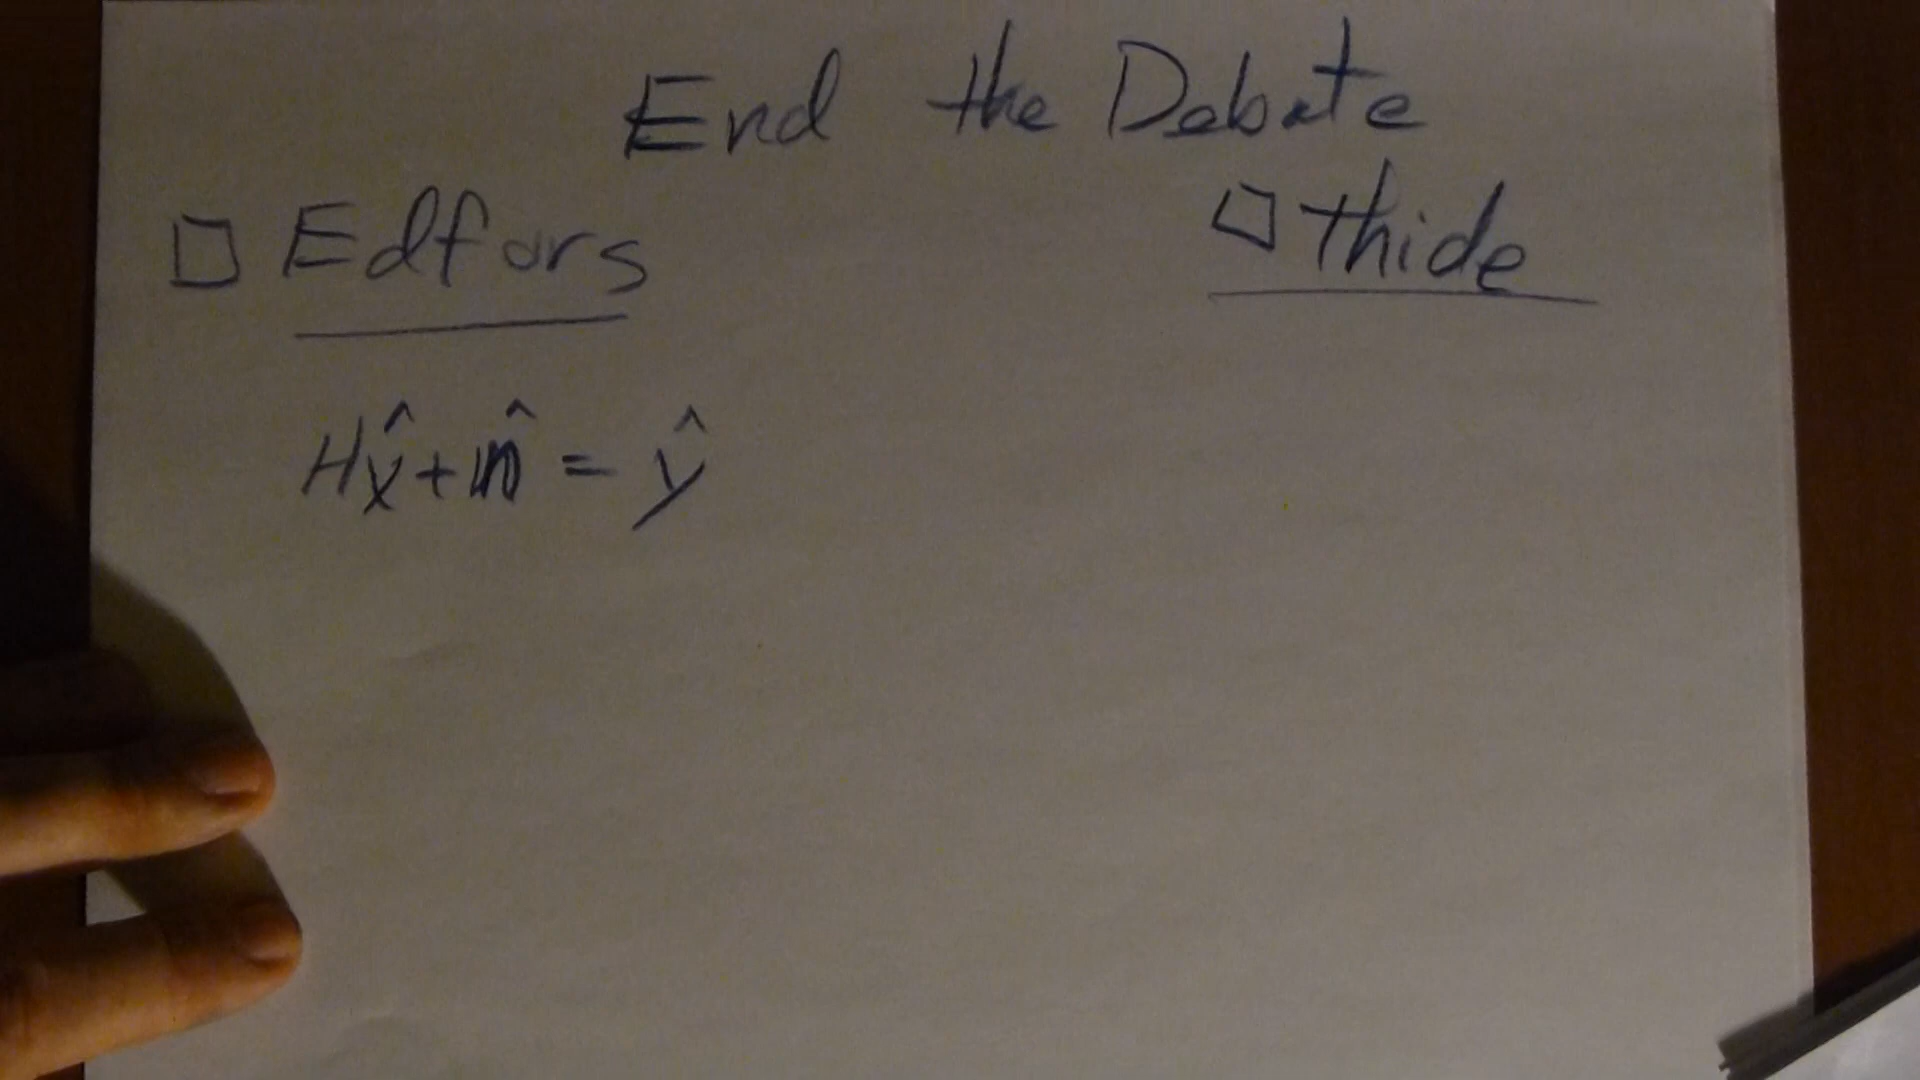 End the Debate
□ Edfors
□ Thide
Hx̂ + n̂ = ŷ